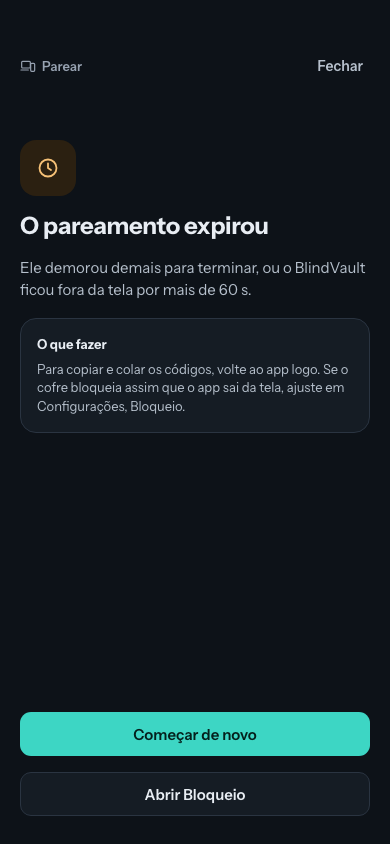 Parear
Fechar
O pareamento expirou
Ele demorou demais para terminar, ou o BlindVault
ficou fora da tela por mais de 60 s.
O que fazer
Para copiar e colar os códigos, volte ao app logo. Se o
cofre bloqueia assim que o app sai da tela, ajuste em
Configurações, Bloqueio.
Começar de novo
Abrir Bloqueio